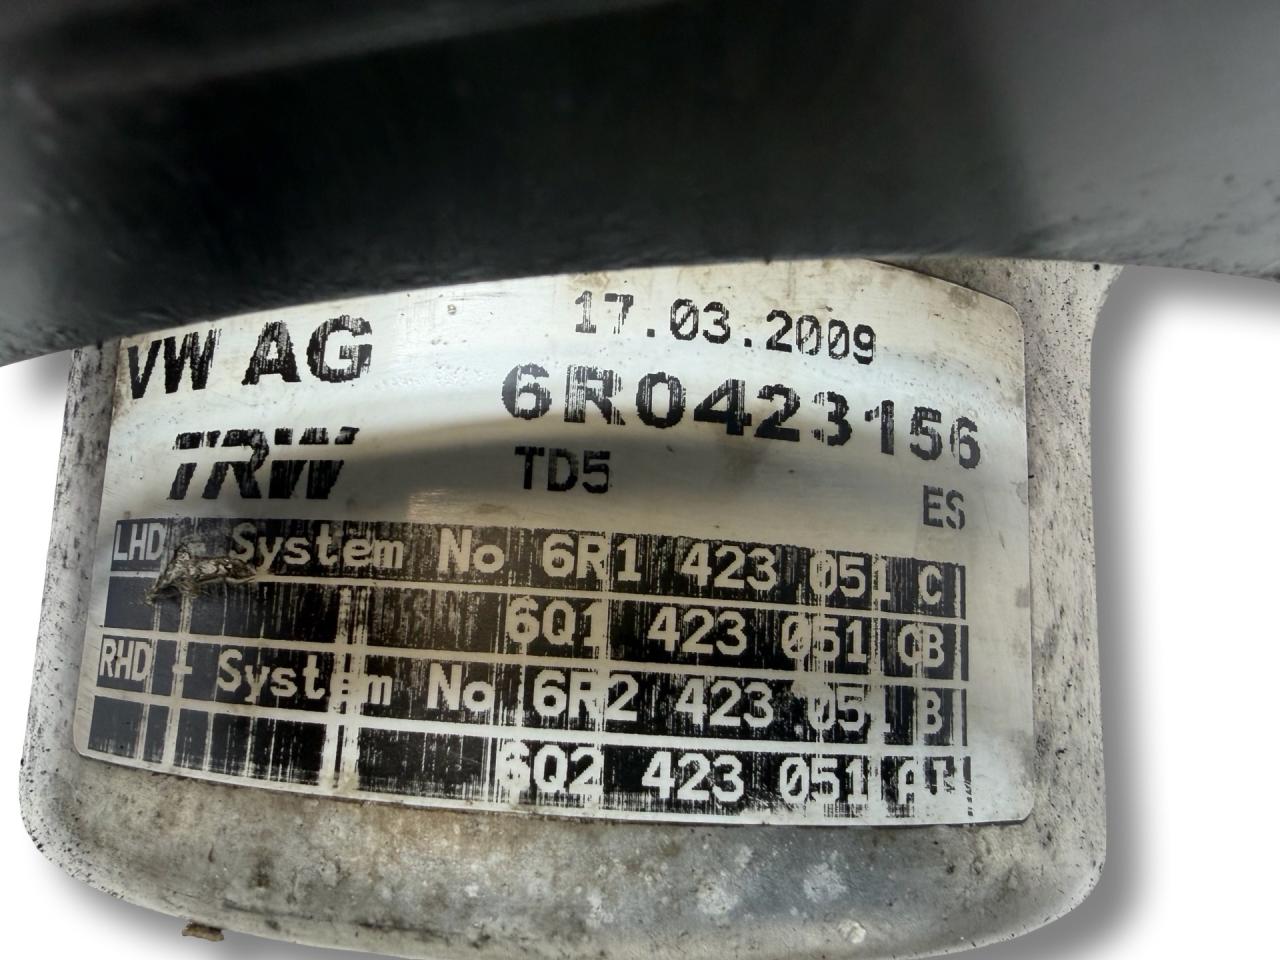 17.03.2009
VW AG
6R0423156
TRW
TD5
ES
LHD - System No 6R1 423 051 C
6Q1 423 051 CB
RHD - System No 6R2 423 051 B
6Q2 423 051